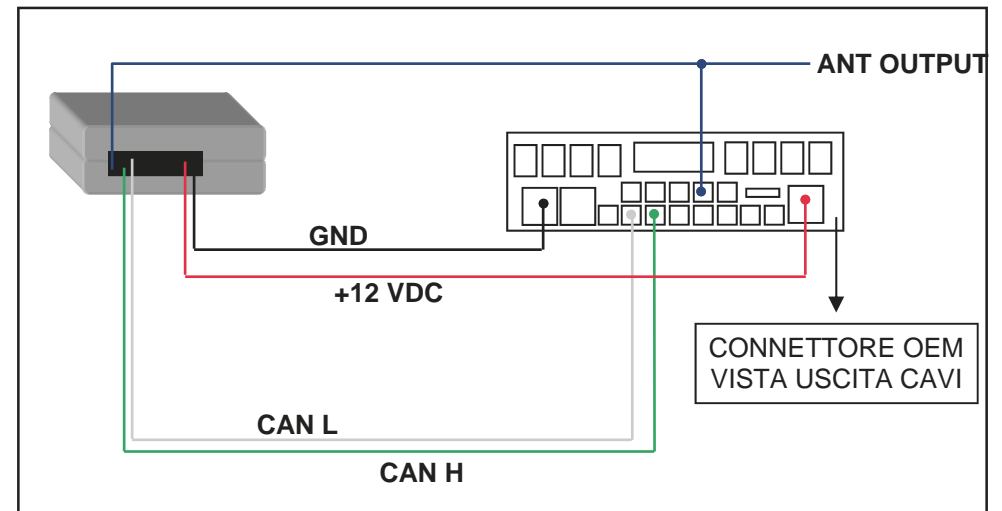 ANT OUTPUT
GND
+12 VDC
CONNETTORE OEM
VISTA USCITA CAVI
CAN L
CAN H